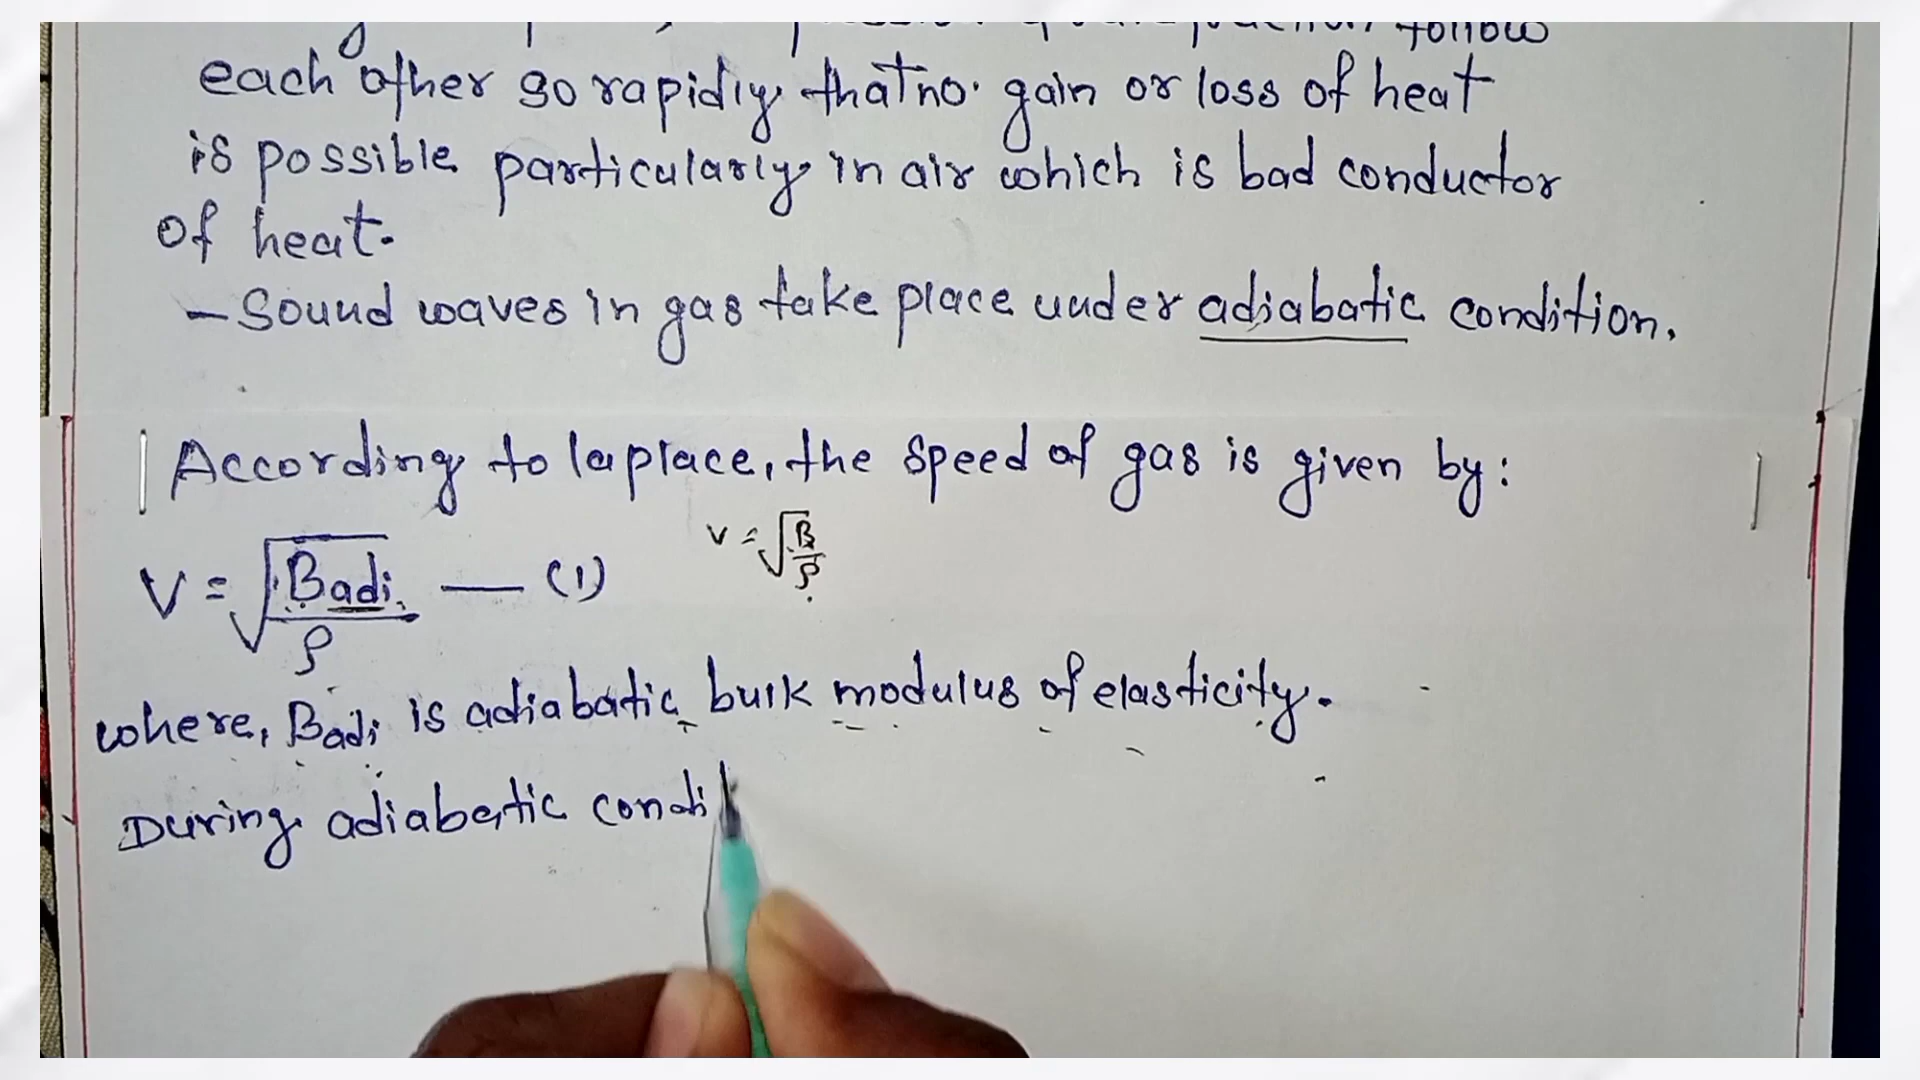 follow
each other so rapidly that no gain or loss of heat
is possible particularly in air which is bad conductor
of heat.
- Sound waves in gas take place under adiabatic condition.
According to laplace, the speed of gas is given by:
V = √(Badi/ρ) — (1)
V = √(B/ρ)
where, Badi is adiabatic bulk modulus of elasticity.
During adiabatic condi